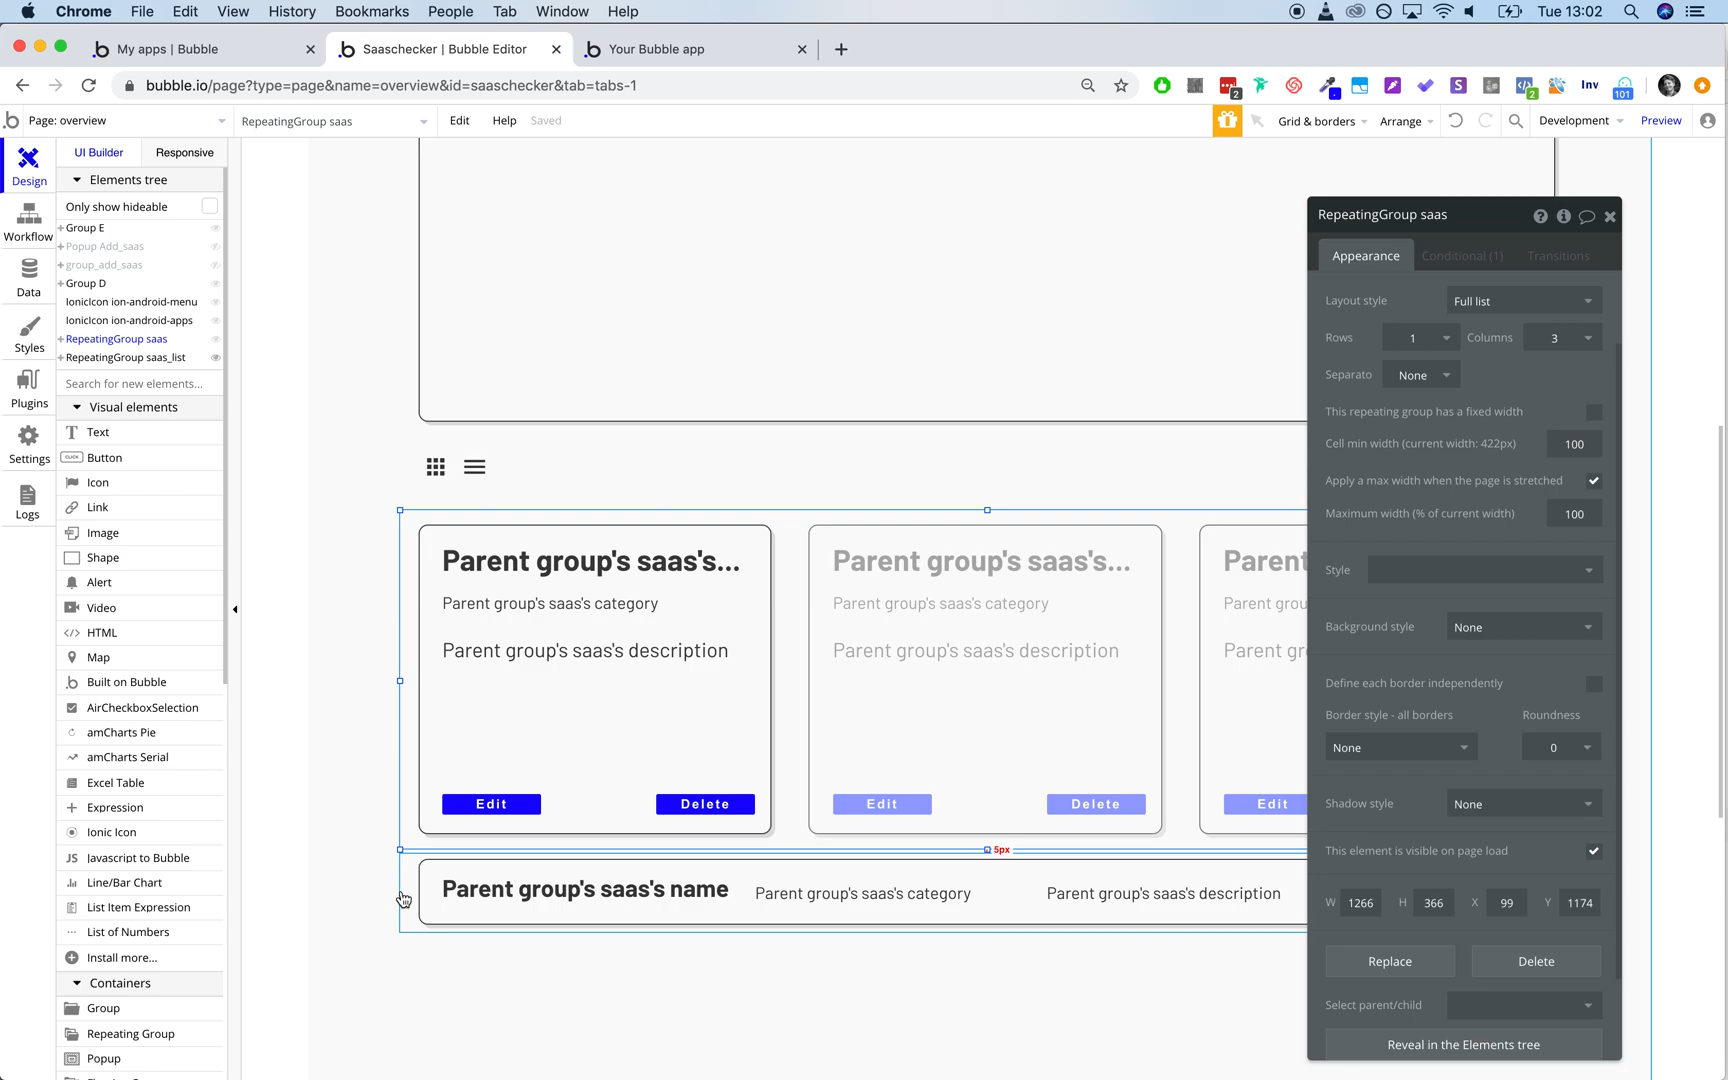 Chrome File Edit View History Bookmarks People Tab Window Help Tue 13:02
My apps | Bubble
Saaschecker | Bubble Editor
Your Bubble app
bubble.io/page?type=page&name=overview&id=saaschecker&tab=tabs-1
2
2
Inv
101
Page: overview
RepeatingGroup saas
Edit Help Saved
Grid & borders
Arrange
Development
Preview
Design
Workflow
Data
Styles
Plugins
Settings
Logs
UI Builder
Responsive
Elements tree
Only show hideable
Group E
Popup Add_saas
group_add_saas
Group D
IonicIcon ion-android-menu
IonicIcon ion-android-apps
RepeatingGroup saas
RepeatingGroup saas_list
Search for new elements...
Visual elements
Text
CLICK
Button
Icon
Link
Image
Shape
Alert
Video
HTML
Map
Built on Bubble
AirCheckboxSelection
amCharts Pie
amCharts Serial
Excel Table
Expression
Ionic Icon
JS Javascript to Bubble
Line/Bar Chart
List Item Expression
List of Numbers
Install more...
Containers
Group
Repeating Group
Popup
Parent group's saas's...
Parent group's saas's category
Parent group's saas's description
Edit
Delete
Parent group's saas's...
Parent group's saas's category
Parent group's saas's description
Edit
Delete
Parent
Parent grou
Parent gr
Edit
5px
Parent group's saas's name
Parent group's saas's category
Parent group's saas's description
RepeatingGroup saas
Appearance
Conditional (1)
Transitions
Layout style
Full list
Rows 1 Columns 3
Separato None
This repeating group has a fixed width
Cell min width (current width: 422px) 100
Apply a max width when the page is stretched
Maximum width (% of current width) 100
Style
Background style None
Define each border independently
Border style - all borders Roundness
None 0
Shadow style None
This element is visible on page load
W 1266 H 366 X 99 Y 1174
Replace
Delete
Select parent/child
Reveal in the Elements tree